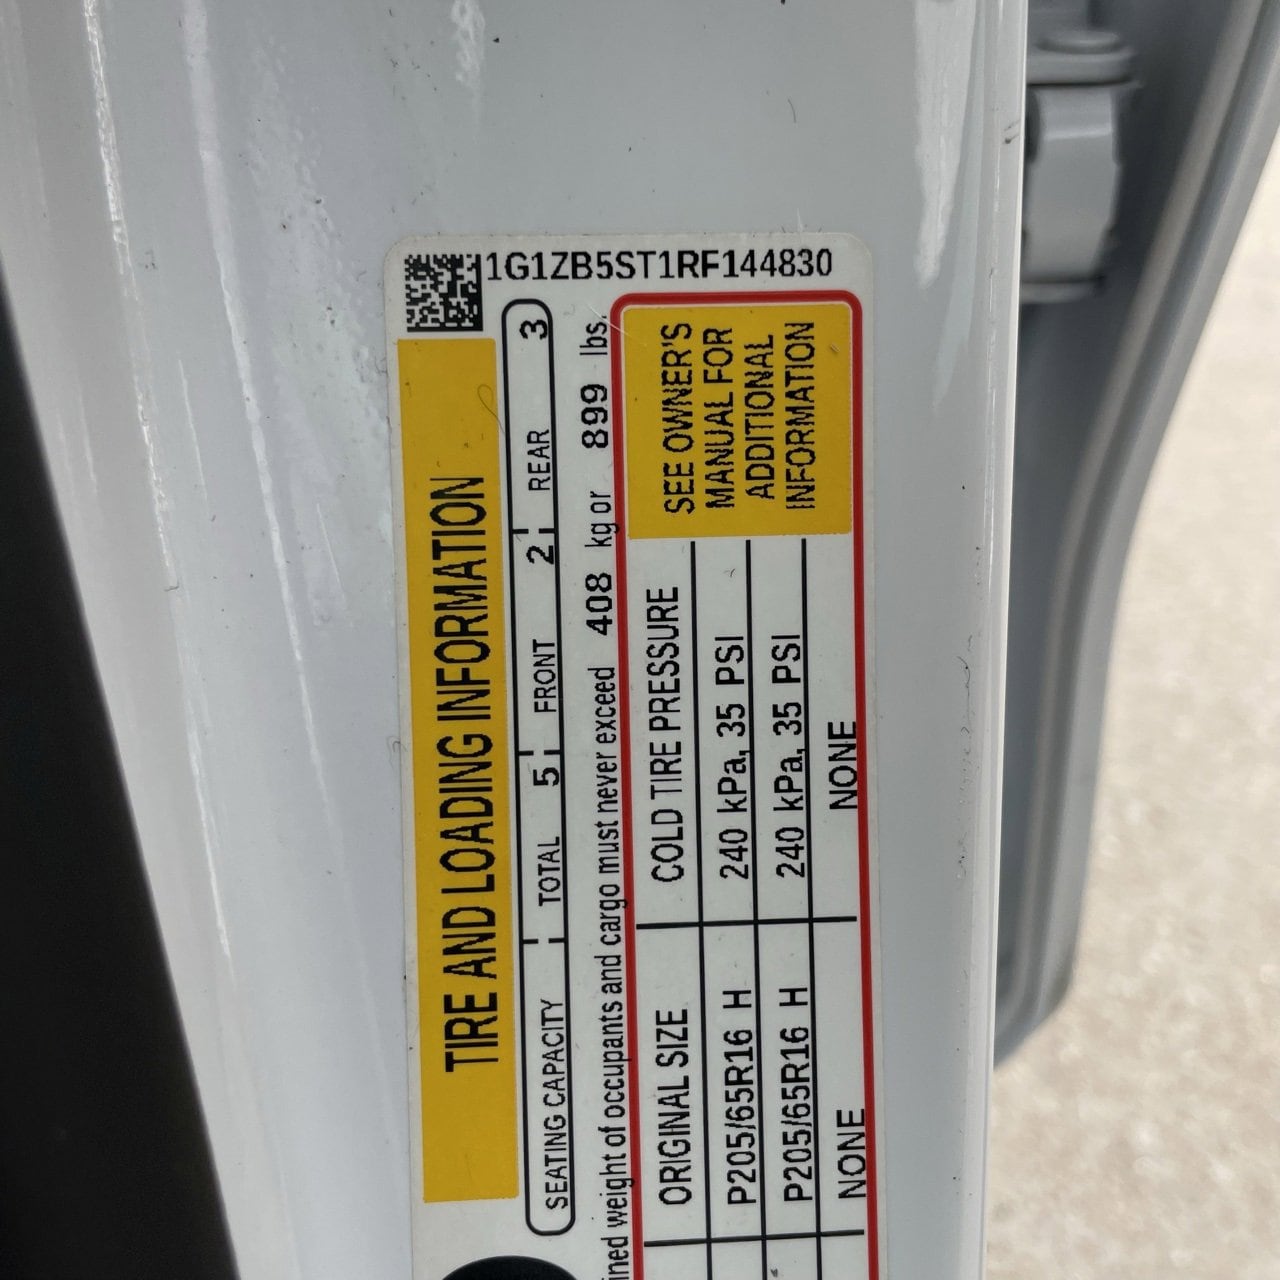 1G1ZB5ST1RF144830
TIRE AND LOADING INFORMATION
SEATING CAPACITY TOTAL 5 FRONT 2 REAR 3
weight of occupants and cargo must never exceed 408 kg or 899 lbs.
ORIGINAL SIZE COLD TIRE PRESSURE
P205/65R16 H 240 kPa, 35 PSI
P205/65R16 H 240 kPa, 35 PSI
NONE NONE
SEE OWNER'S
MANUAL FOR
ADDITIONAL
INFORMATION